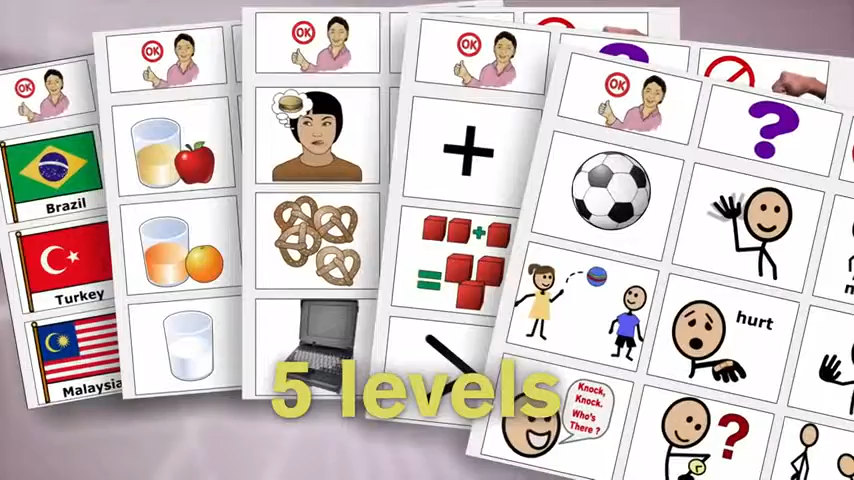 OK
OK
OK
OK
OK
Brazil
Turkey
Malaysia
hurt
Knock,
Knock.
Who's
There ?
5 levels